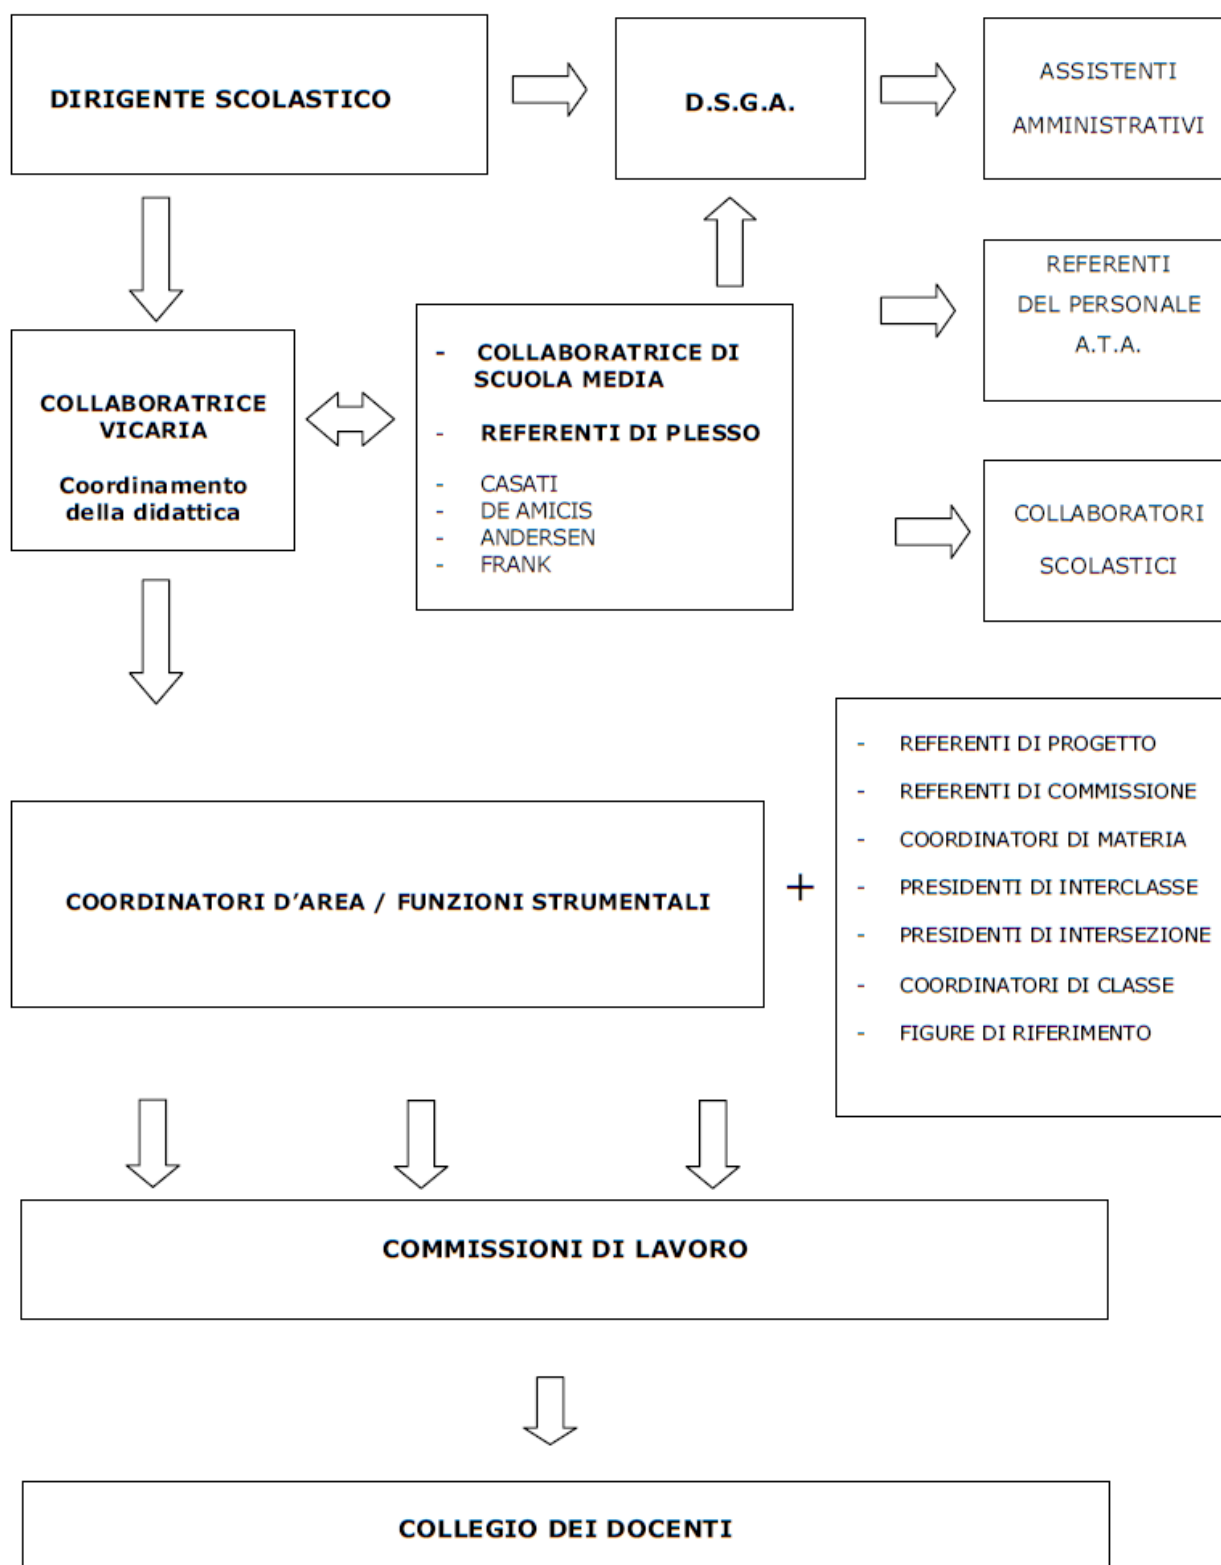 DIRIGENTE SCOLASTICO
D.S.G.A.
ASSISTENTI
AMMINISTRATIVI
REFERENTI
DEL PERSONALE
A.T.A.
COLLABORATRICE
VICARIA
Coordinamento
della didattica
- COLLABORATRICE DI
SCUOLA MEDIA
- REFERENTI DI PLESSO
- CASATI
- DE AMICIS
- ANDERSEN
- FRANK
COLLABORATORI
SCOLASTICI
COORDINATORI D’AREA / FUNZIONI STRUMENTALI
+
- REFERENTI DI PROGETTO
- REFERENTI DI COMMISSIONE
- COORDINATORI DI MATERIA
- PRESIDENTI DI INTERCLASSE
- PRESIDENTI DI INTERSEZIONE
- COORDINATORI DI CLASSE
- FIGURE DI RIFERIMENTO
COMMISSIONI DI LAVORO
COLLEGIO DEI DOCENTI